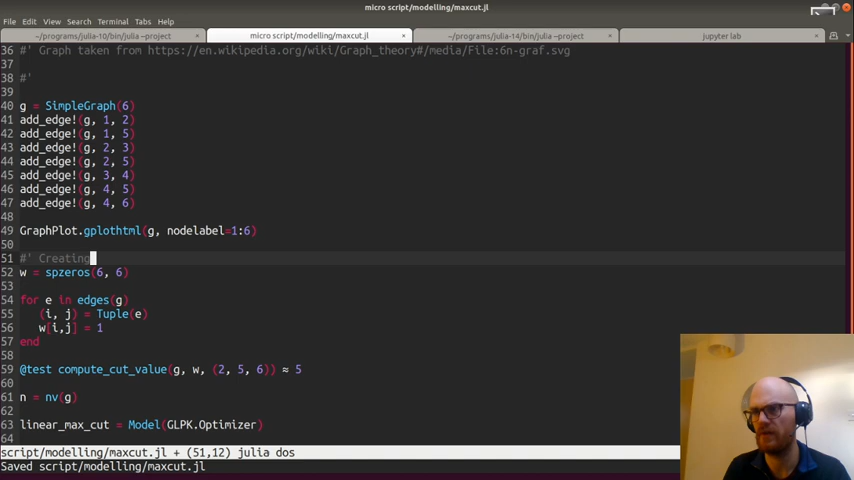 micro script/modelling/maxcut.jl
File Edit View Search Terminal Tabs Help
~/programs/julia-10/bin/julia --project × micro script/modelling/maxcut.jl × ~/programs/julia-14/bin/julia --project × jupyter lab ×
36 #' Graph taken from https://en.wikipedia.org/wiki/Graph_theory#/media/File:6n-graf.svg
37
38 #'
39
40 g = SimpleGraph(6)
41 add_edge!(g, 1, 2)
42 add_edge!(g, 1, 5)
43 add_edge!(g, 2, 3)
44 add_edge!(g, 2, 5)
45 add_edge!(g, 3, 4)
46 add_edge!(g, 4, 5)
47 add_edge!(g, 4, 6)
48
49 GraphPlot.gplothtml(g, nodelabel=1:6)
50
51 #' Creating
52 w = spzeros(6, 6)
53
54 for e in edges(g)
55 (i, j) = Tuple(e)
56 w[i,j] = 1
57 end
58
59 @test compute_cut_value(g, w, (2, 5, 6)) ≈ 5
60
61 n = nv(g)
62
63 linear_max_cut = Model(GLPK.Optimizer)
64
script/modelling/maxcut.jl + (51,12) julia dos
Saved script/modelling/maxcut.jl